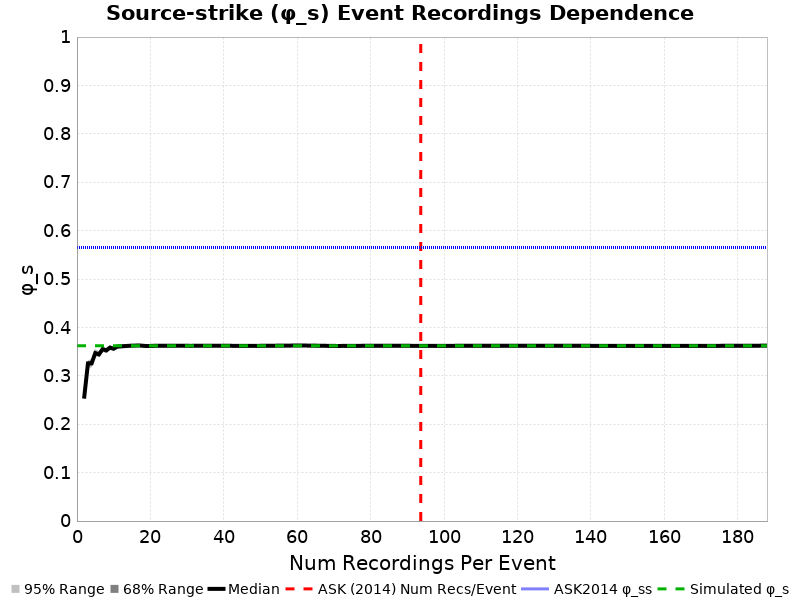 Source-strike (φ_s) Event Recordings Dependence
1
0.9
0.8
0.7
0.6
0.5
0.4
0.3
0.2
0.1
0
φ_s
0 20 40 60 80 100 120 140 160 180
Num Recordings Per Event
95% Range 68% Range Median ASK (2014) Num Recs/Event ASK2014 φ_ss Simulated φ_s